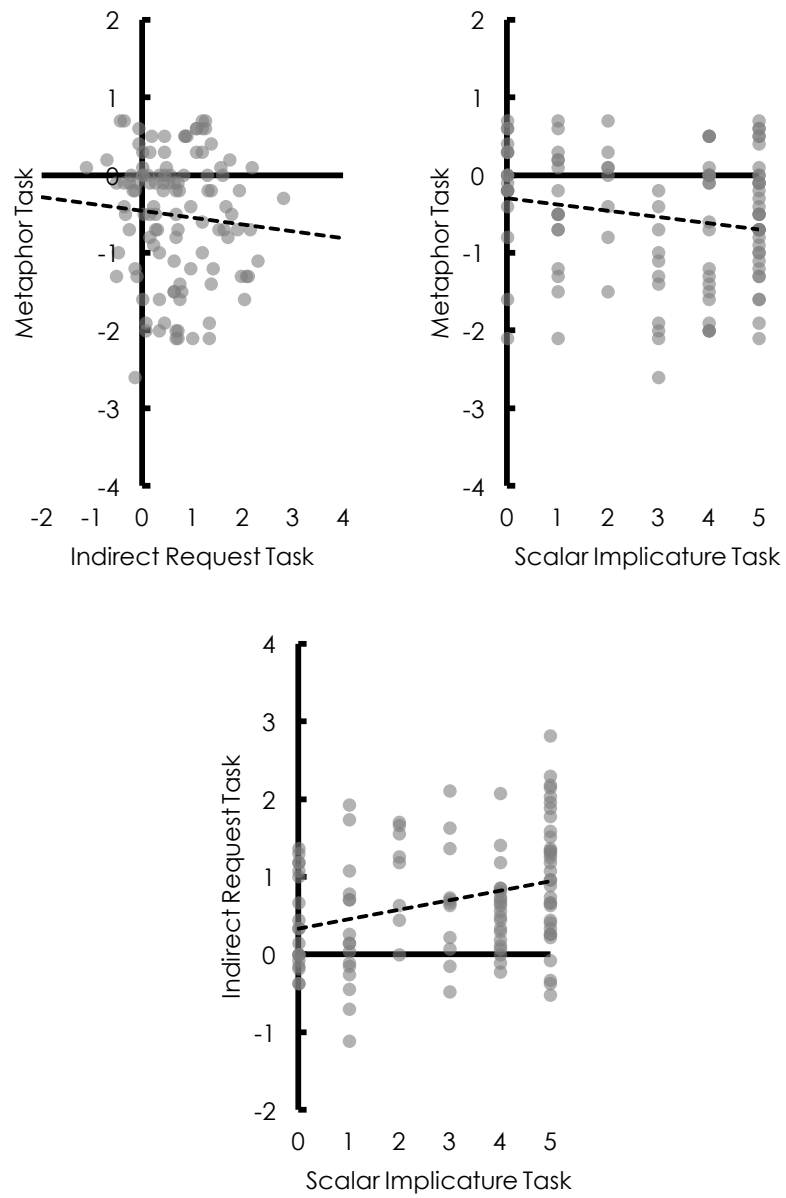 2
1
0
-1
-2
-3
-4
-2 -1 0 1 2 3 4
Metaphor Task
Indirect Request Task
2
1
0
-1
-2
-3
-4
0 1 2 3 4 5
Metaphor Task
Scalar Implicature Task
4
3
2
1
0
-1
-2
0 1 2 3 4 5
Indirect Request Task
Scalar Implicature Task